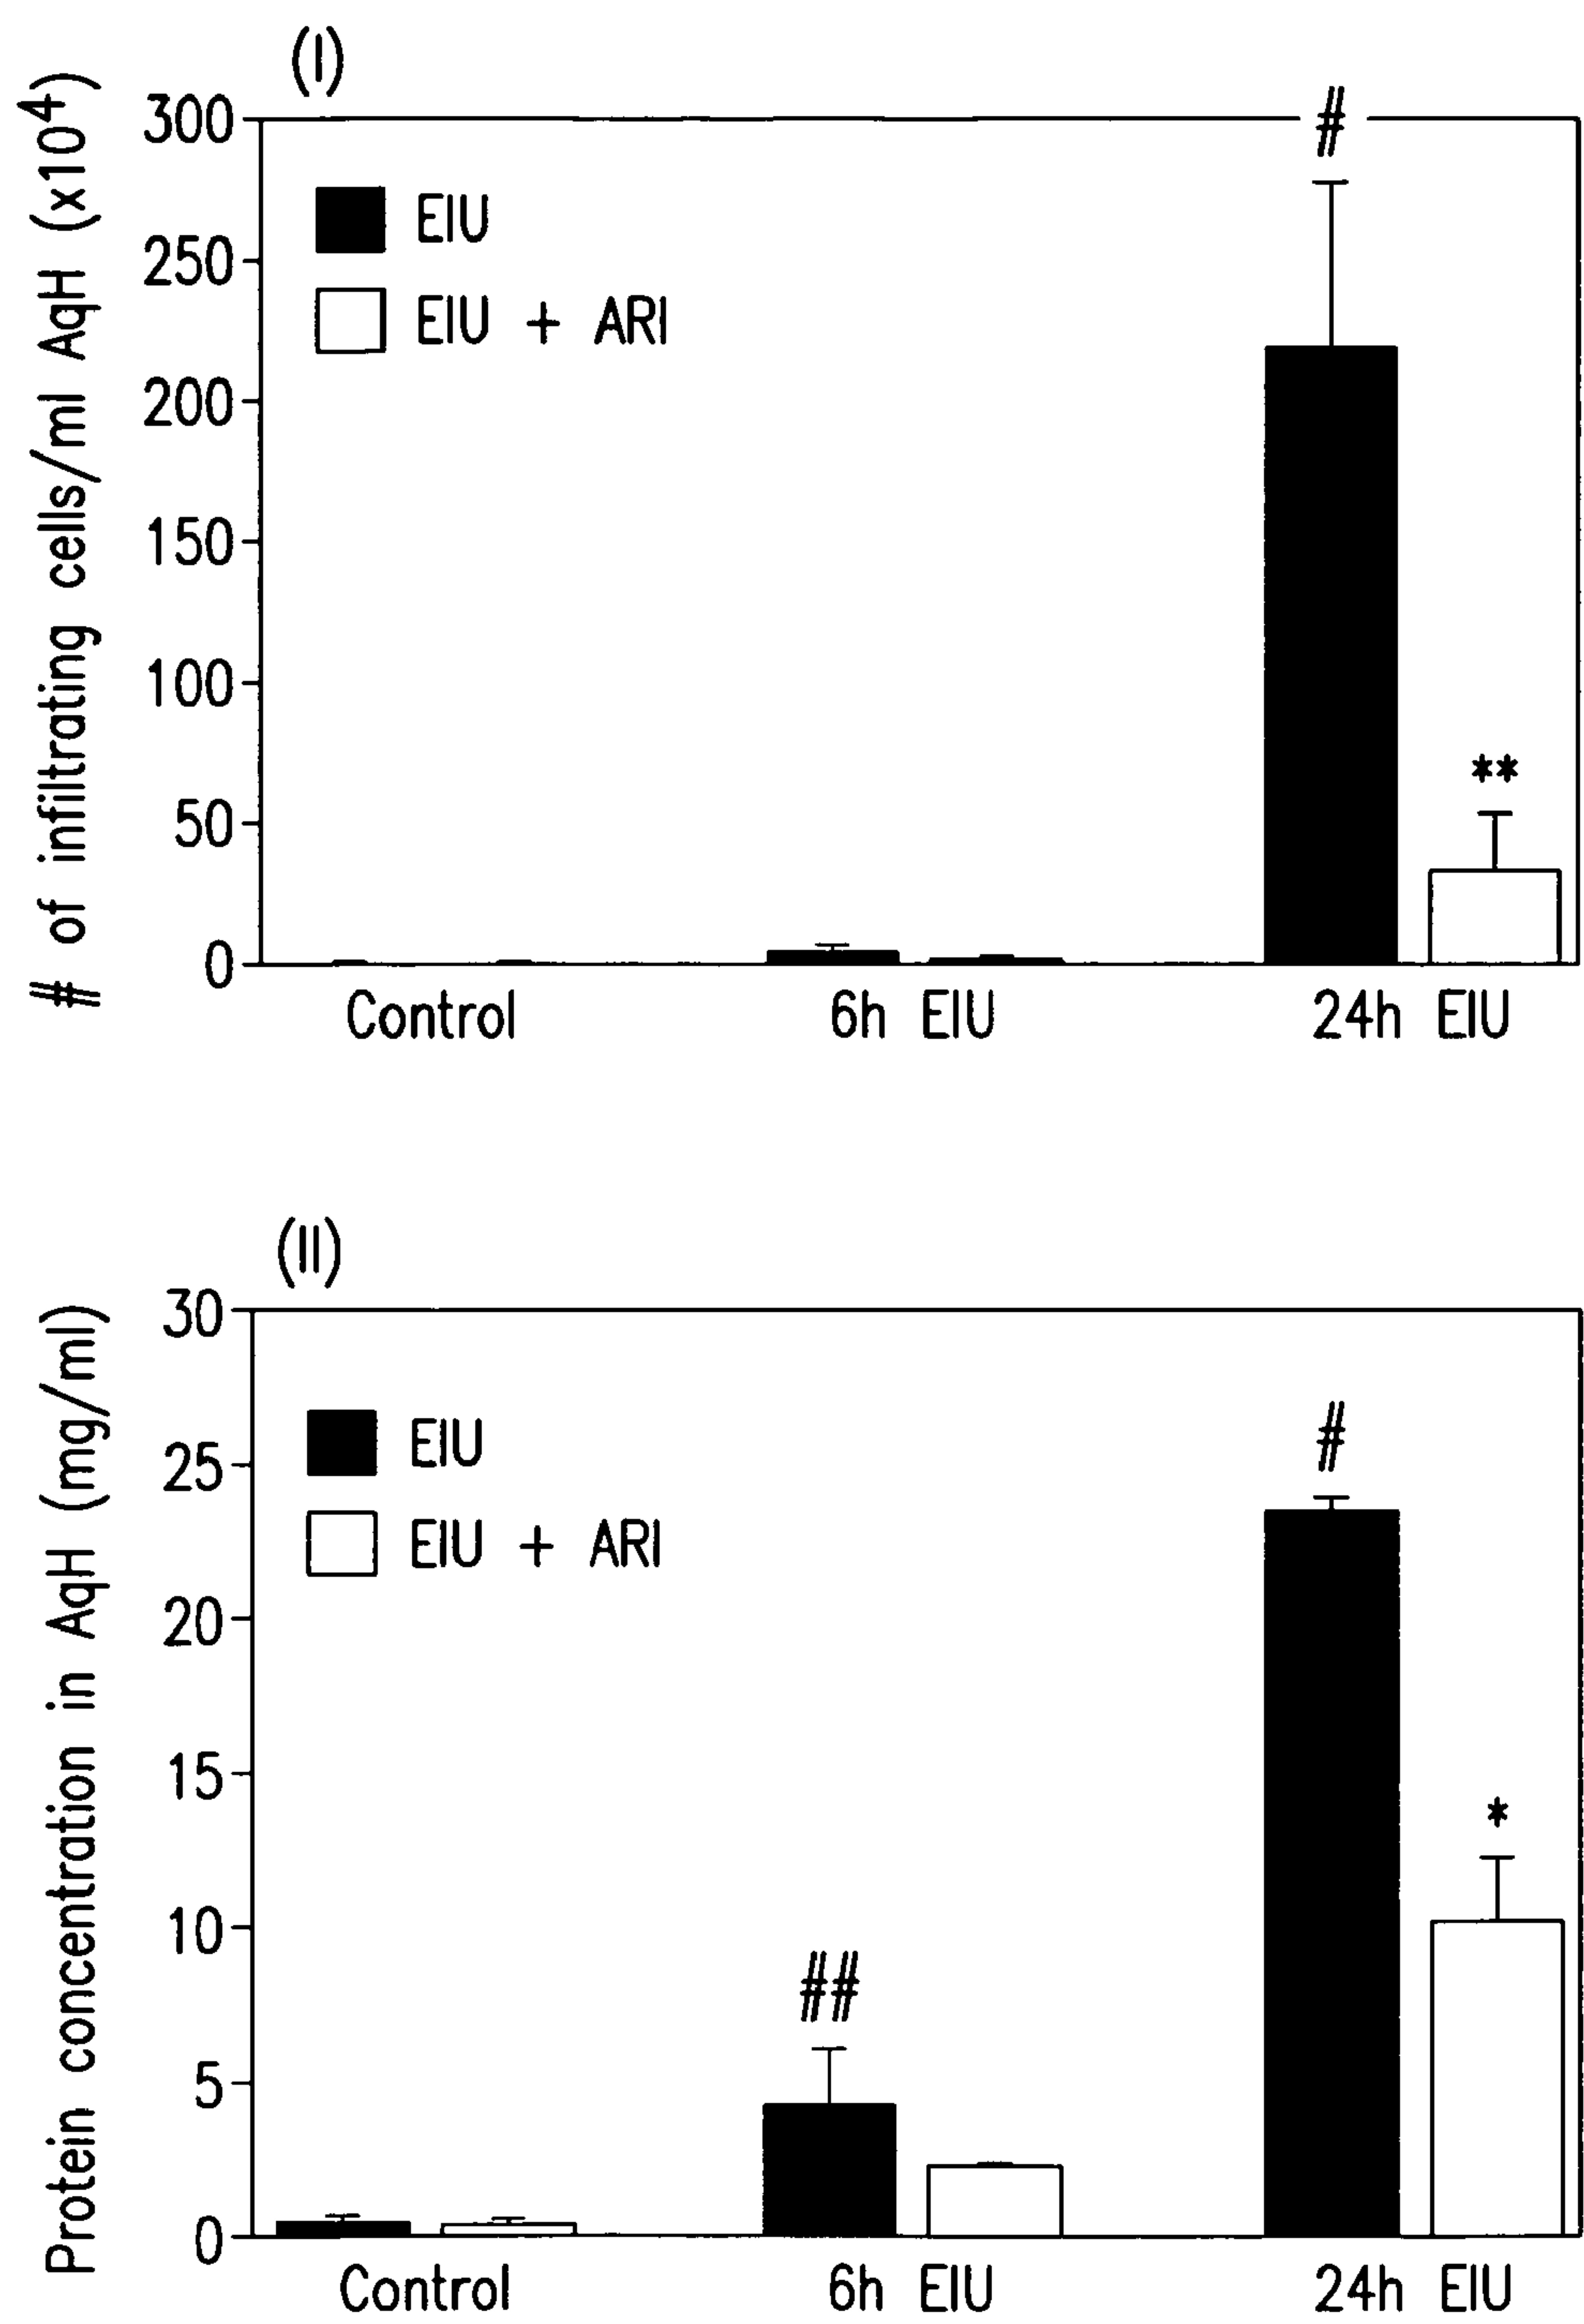 (I)
# of infiltrating cells/ml AqH (x10⁴)
300
250
200
150
100
50
0
EIU
EIU + ARI
#
**
Control 6h EIU 24h EIU
(II)
Protein concentration in AqH (mg/ml)
30
25
20
15
10
5
0
EIU
EIU + ARI
##
#
*
Control 6h EIU 24h EIU